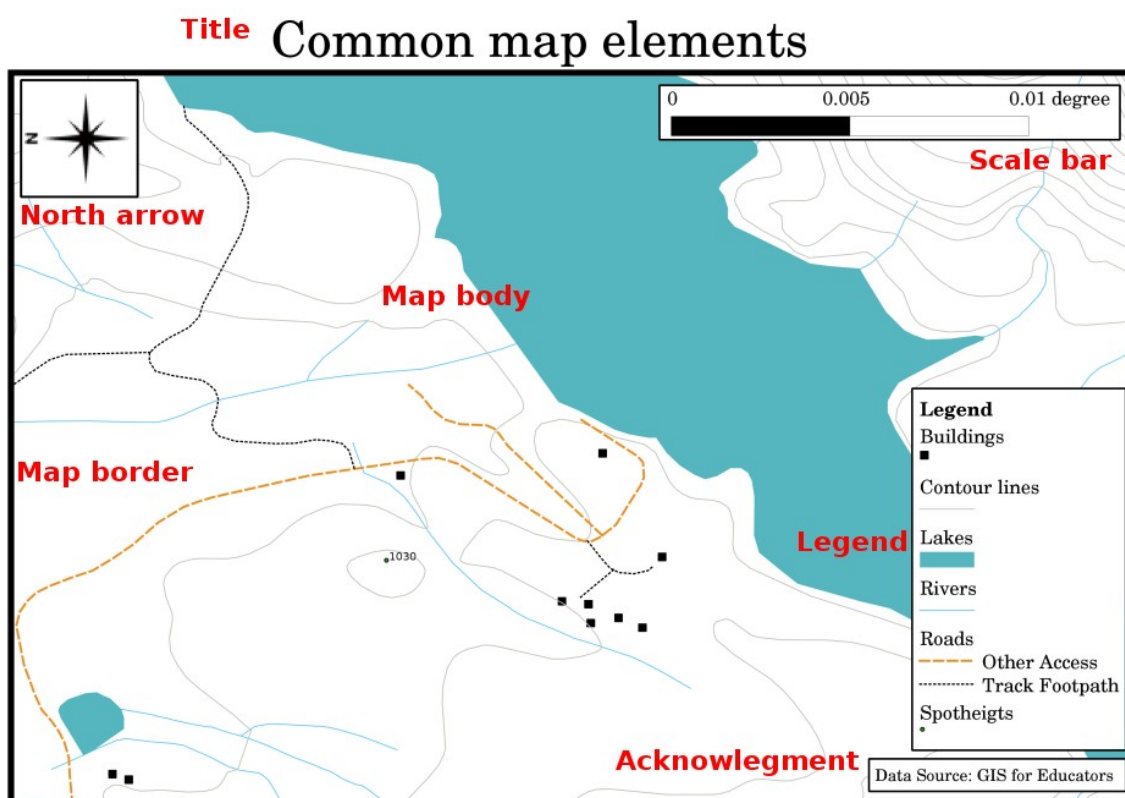 Title Common map elements
0 0.005 0.01 degree
N
Scale bar
North arrow
Map body
Legend
Buildings
Map border
Contour lines
Legend Lakes
1030
Rivers
Roads
Other Access
Track Footpath
Spotheigts
Acknowlegment
Data Source: GIS for Educators